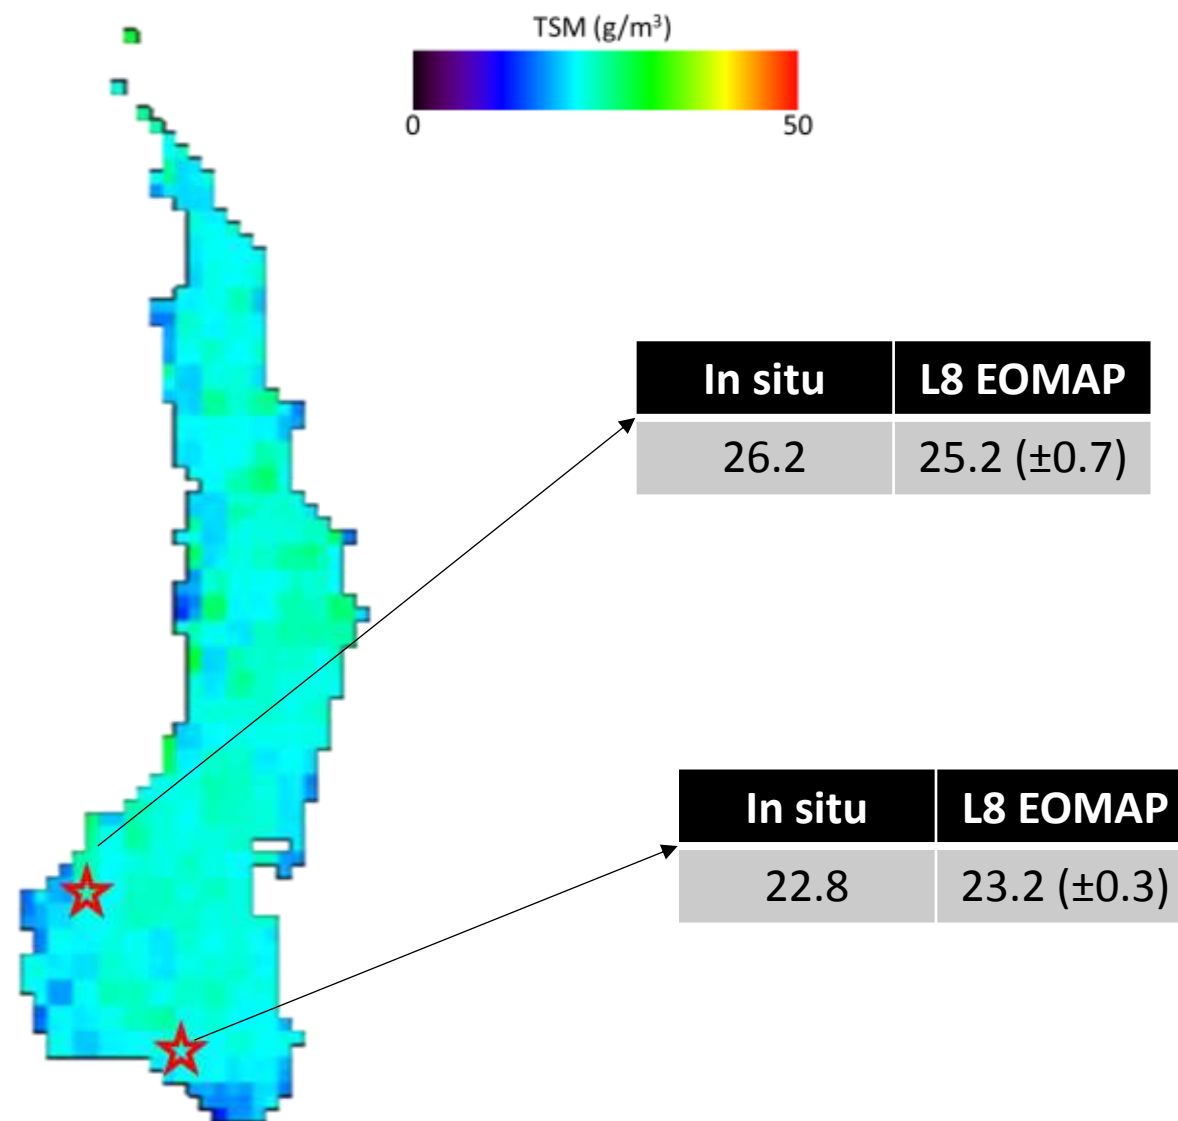 TSM (g/m³)
0 50
In situ L8 EOMAP
26.2 25.2 (±0.7)
In situ L8 EOMAP
22.8 23.2 (±0.3)